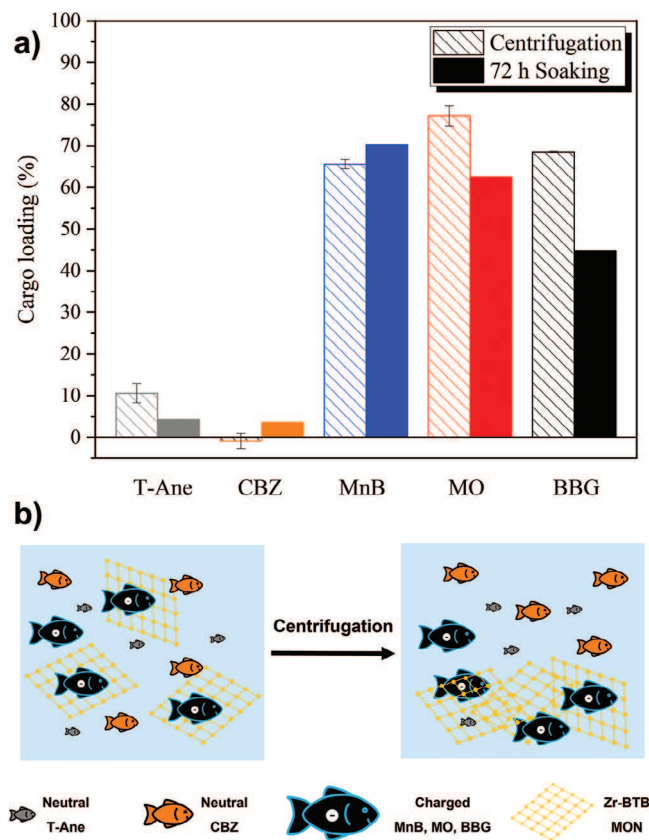 a)
100
90
80
70
60
50
40
30
20
10
0
Cargo loading (%)
Centrifugation
72 h Soaking
T-Ane CBZ MnB MO BBG
b)
Centrifugation
Neutral
T-Ane
Neutral
CBZ
Charged
MnB, MO, BBG
Zr-BTB
MON